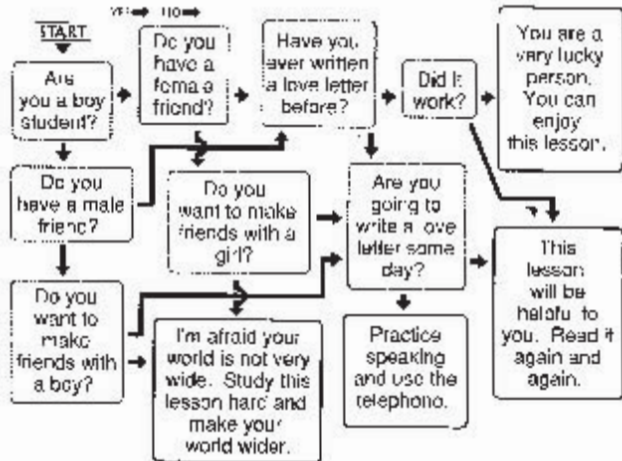 YES NO
START
Are
you a boy
student?
Do you
have a
female
friend?
Have you
ever written
a love letter
before?
Did it
work?
You are a
very lucky
person.
You can
enjoy
this lesson.
Do you
have a male
friend?
Do you
want to make
friends with a
girl?
Are you
going to
write a love
letter some
day?
This
lesson
will be
helpful to
you. Read it
again and
again.
Do you
want to
make
friends with
a boy?
I'm afraid your
world is not very
wide. Study this
lesson hard and
make your
world wider.
Practice
speaking
and use the
telephone.